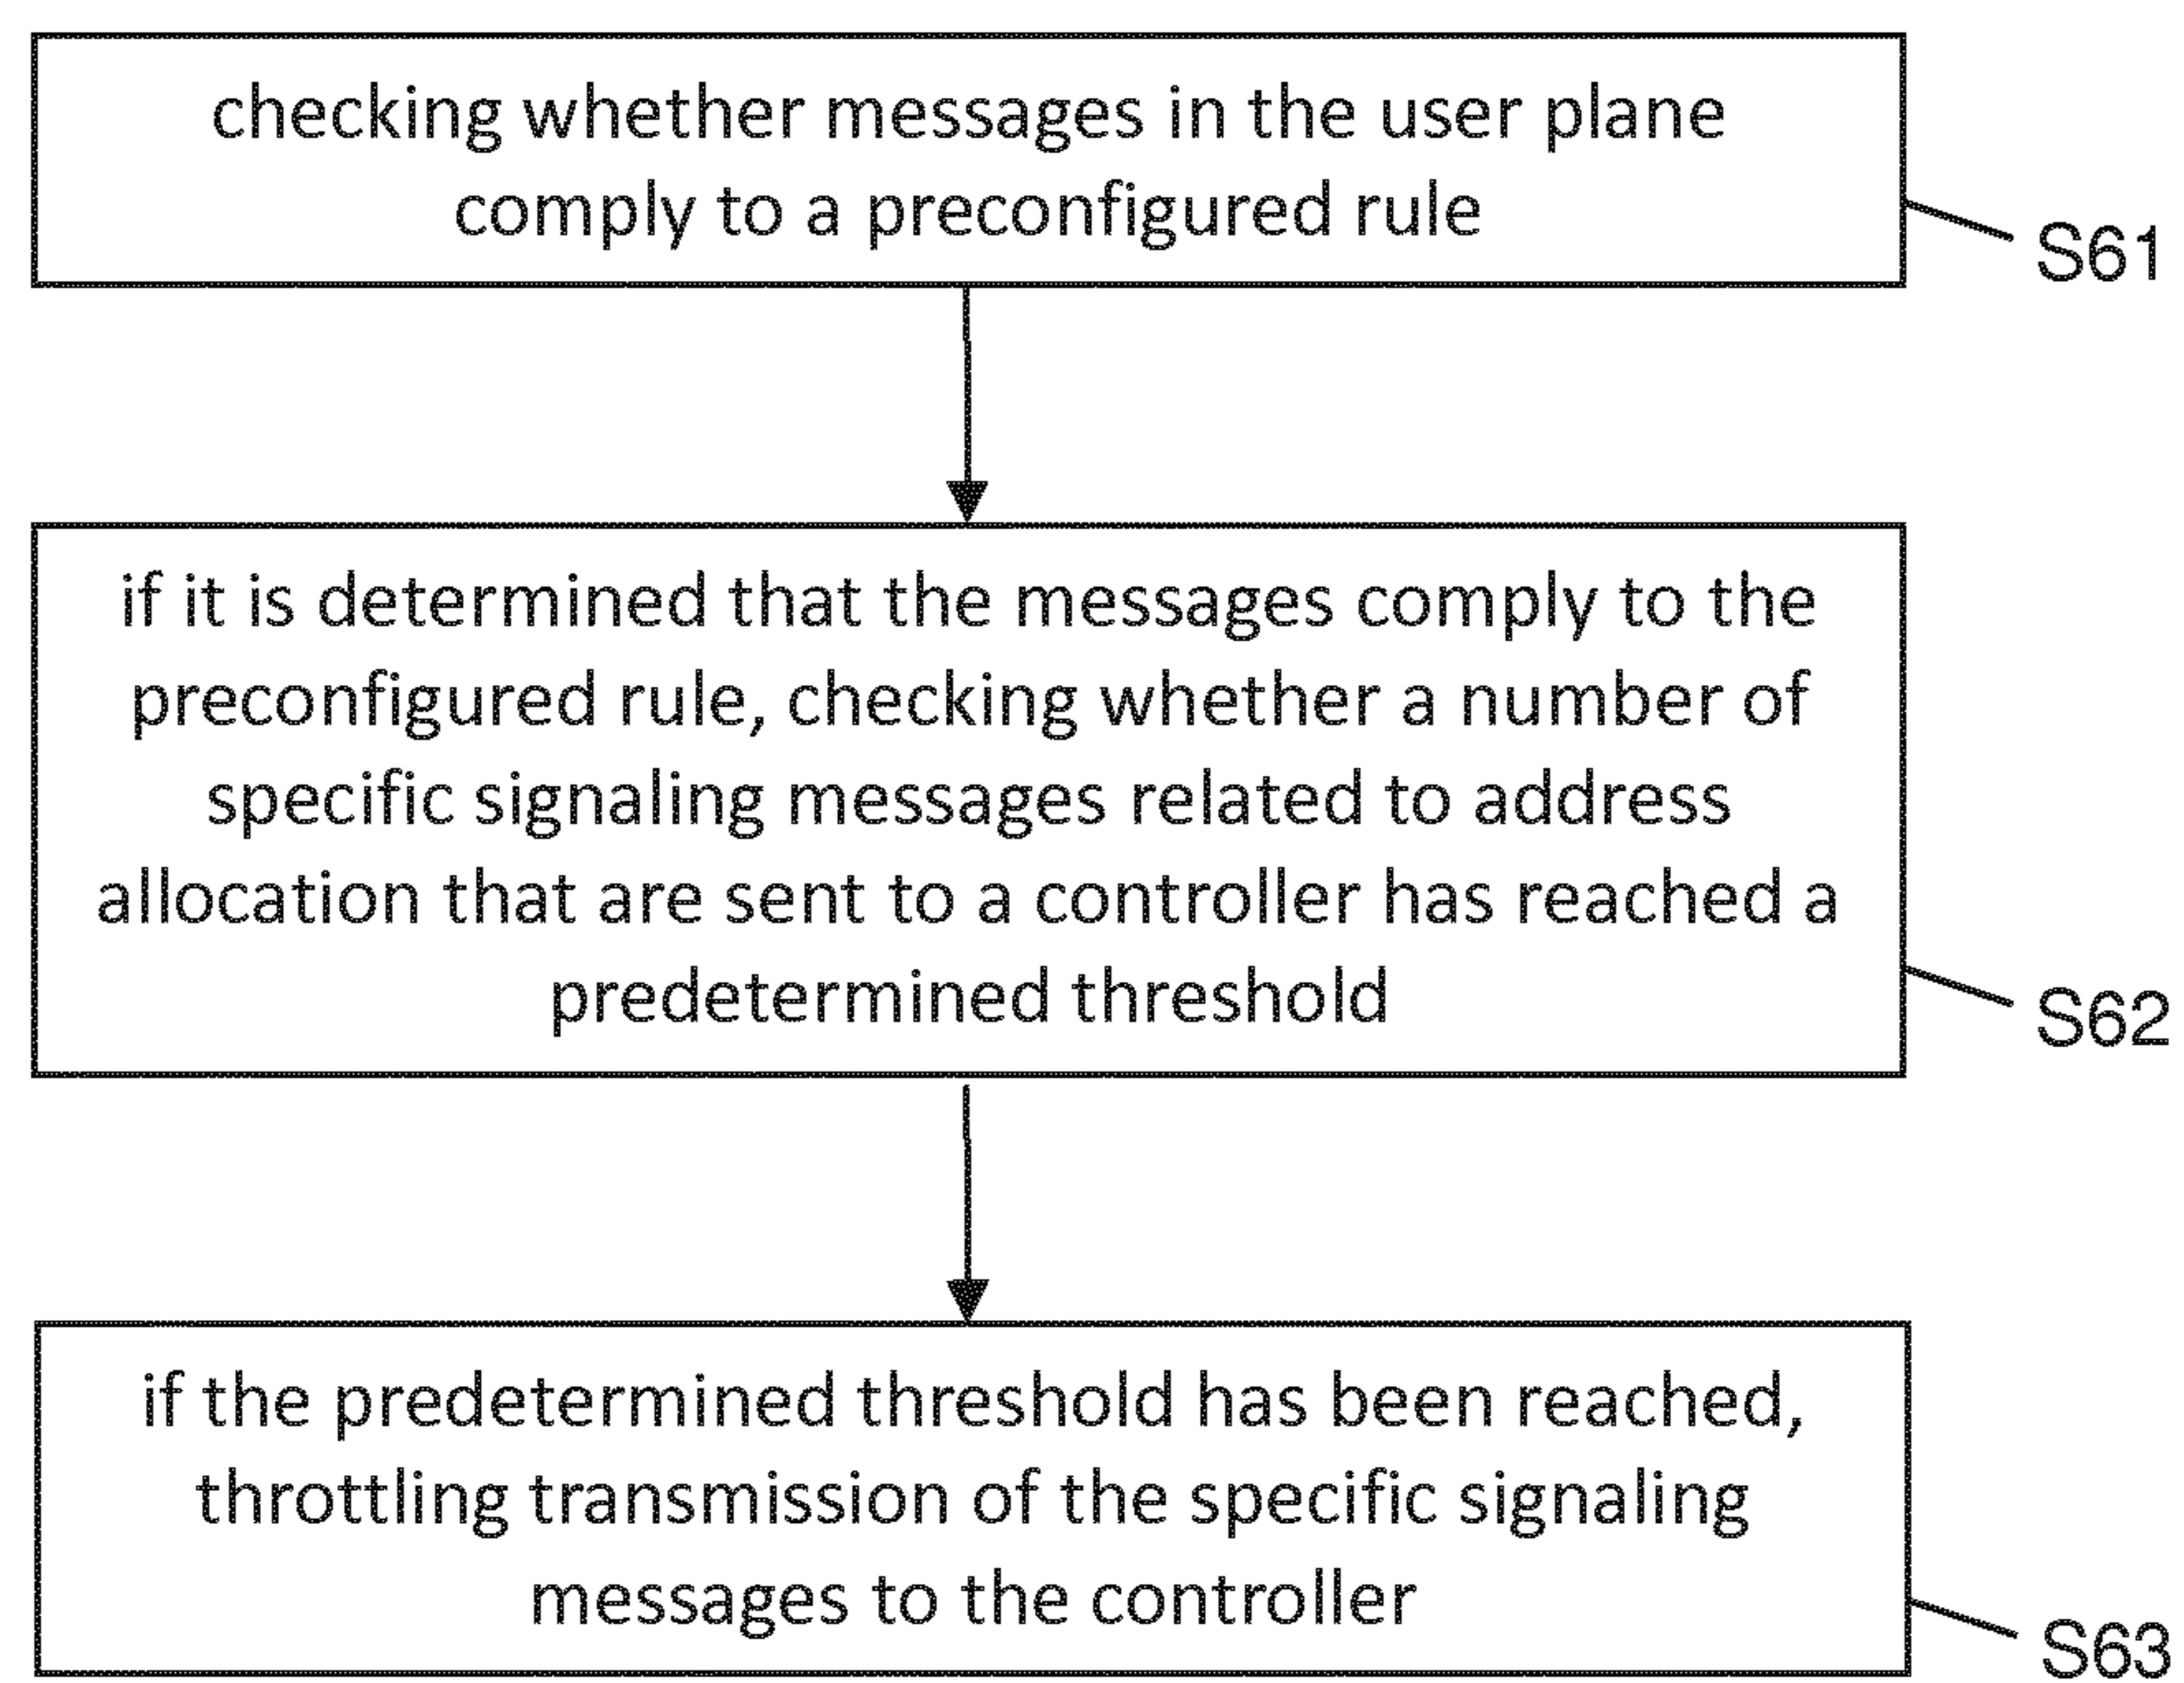 checking whether messages in the user plane
comply to a preconfigured rule
S61
if it is determined that the messages comply to the
preconfigured rule, checking whether a number of
specific signaling messages related to address
allocation that are sent to a controller has reached a
predetermined threshold
S62
if the predetermined threshold has been reached,
throttling transmission of the specific signaling
messages to the controller
S63